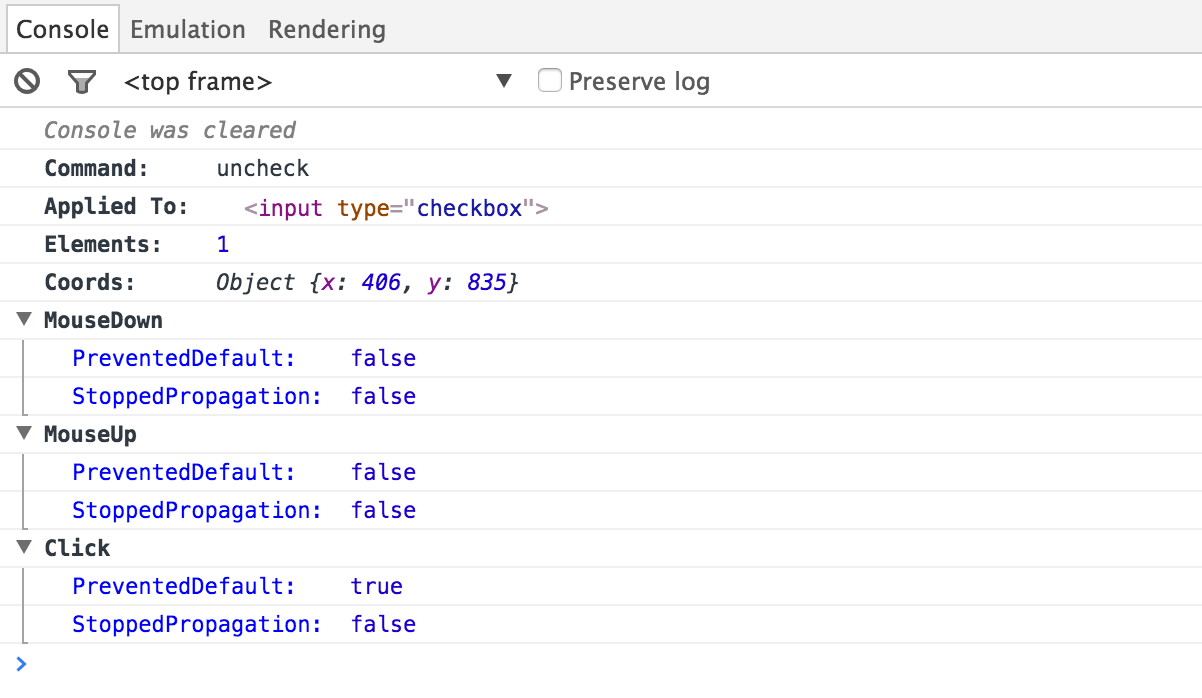 Console Emulation Rendering
<top frame> ▼ Preserve log
Console was cleared
Command: uncheck
Applied To: <input type="checkbox">
Elements: 1
Coords: Object {x: 406, y: 835}
▼ MouseDown
PreventedDefault: false
StoppedPropagation: false
▼ MouseUp
PreventedDefault: false
StoppedPropagation: false
▼ Click
PreventedDefault: true
StoppedPropagation: false